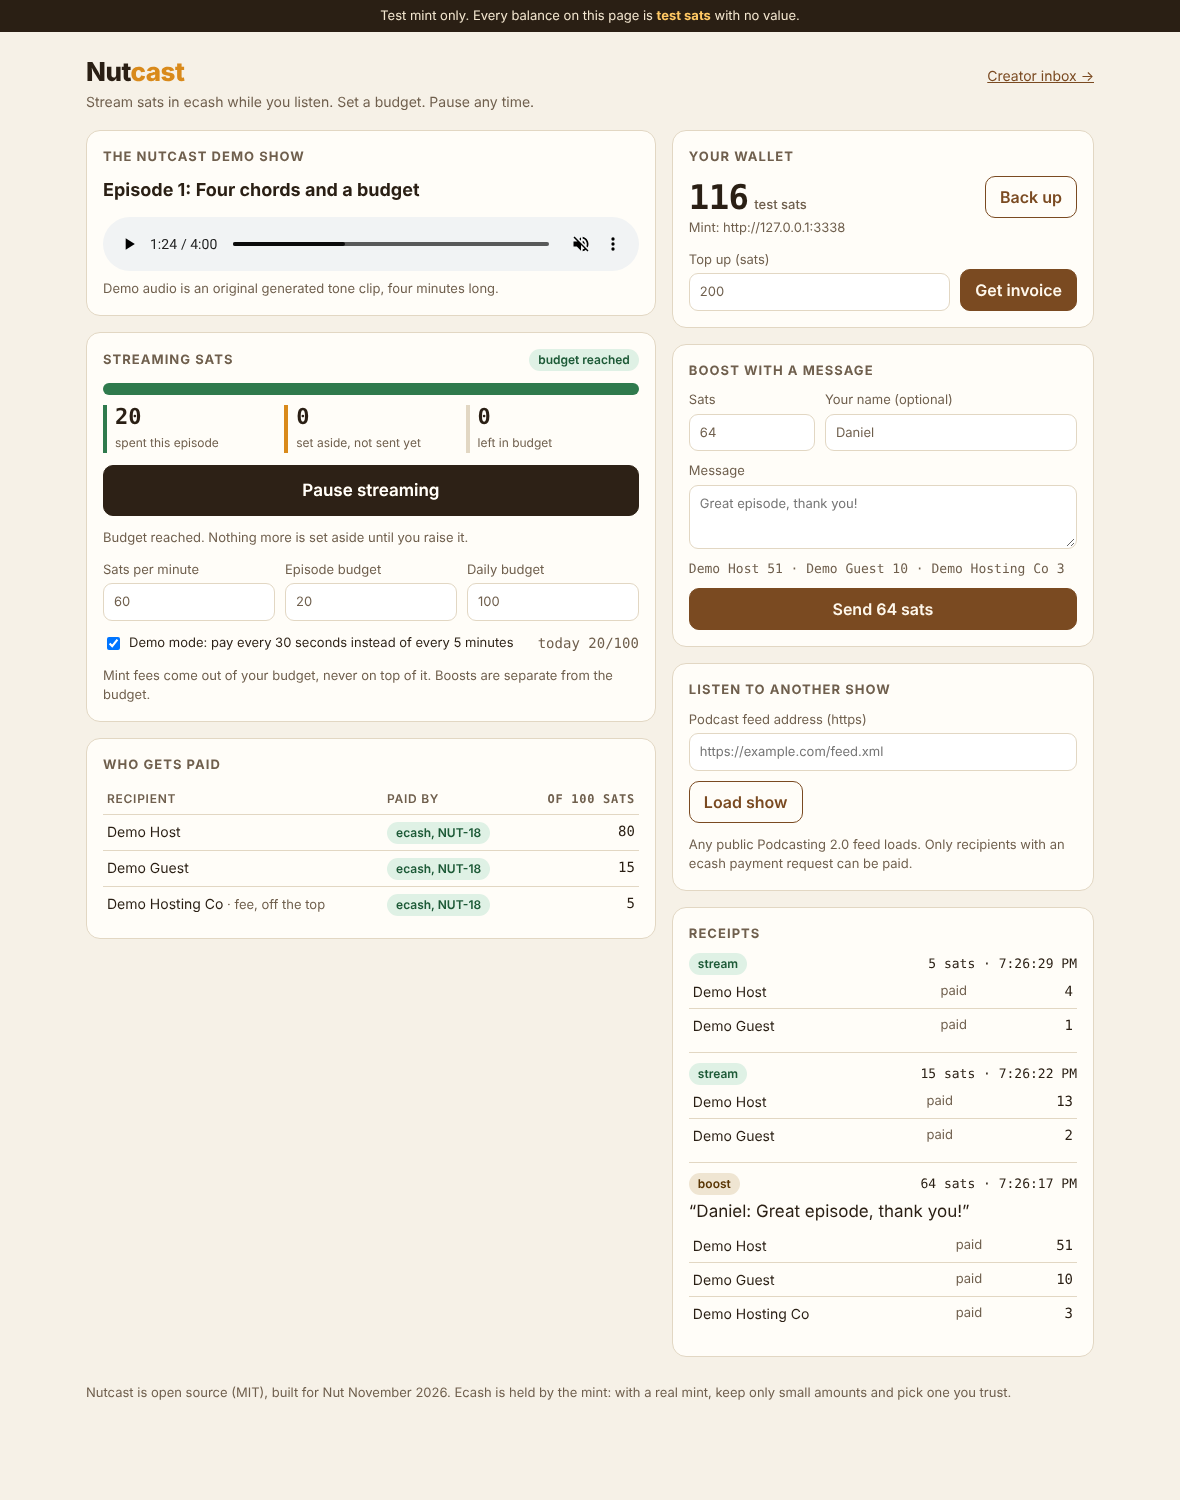 Test mint only. Every balance on this page is test sats with no value.
Nutcast
Creator inbox →
Stream sats in ecash while you listen. Set a budget. Pause any time.
THE NUTCAST DEMO SHOW
Episode 1: Four chords and a budget
1:24 / 4:00
Demo audio is an original generated tone clip, four minutes long.
STREAMING SATS
budget reached
20
spent this episode
0
set aside, not sent yet
0
left in budget
Pause streaming
Budget reached. Nothing more is set aside until you raise it.
Sats per minute
Episode budget
Daily budget
60
20
100
Demo mode: pay every 30 seconds instead of every 5 minutes
today 20/100
Mint fees come out of your budget, never on top of it. Boosts are separate from the
budget.
WHO GETS PAID
RECIPIENT PAID BY OF 100 SATS
Demo Host ecash, NUT-18 80
Demo Guest ecash, NUT-18 15
Demo Hosting Co · fee, off the top ecash, NUT-18 5
YOUR WALLET
116 test sats
Back up
Mint: http://127.0.0.1:3338
Top up (sats)
200
Get invoice
BOOST WITH A MESSAGE
Sats
Your name (optional)
64
Daniel
Message
Great episode, thank you!
Demo Host 51 · Demo Guest 10 · Demo Hosting Co 3
Send 64 sats
LISTEN TO ANOTHER SHOW
Podcast feed address (https)
https://example.com/feed.xml
Load show
Any public Podcasting 2.0 feed loads. Only recipients with an
ecash payment request can be paid.
RECEIPTS
stream 5 sats · 7:26:29 PM
Demo Host paid 4
Demo Guest paid 1
stream 15 sats · 7:26:22 PM
Demo Host paid 13
Demo Guest paid 2
boost 64 sats · 7:26:17 PM
“Daniel: Great episode, thank you!”
Demo Host paid 51
Demo Guest paid 10
Demo Hosting Co paid 3
Nutcast is open source (MIT), built for Nut November 2026. Ecash is held by the mint: with a real mint, keep only small amounts and pick one you trust.